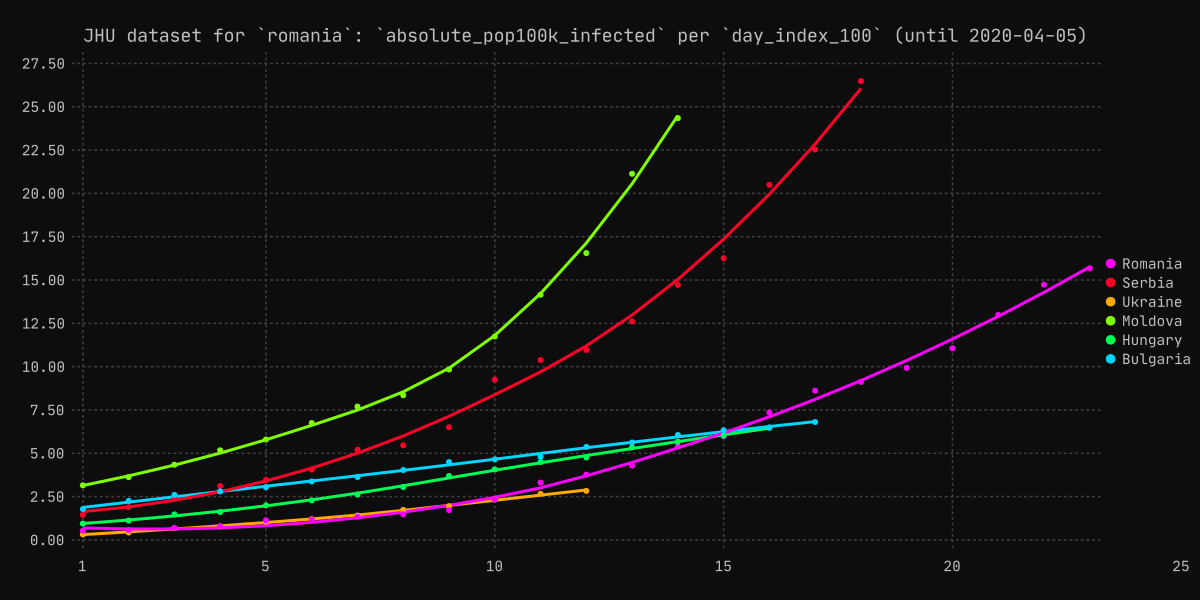 JHU dataset for `romania`: `absolute_pop100k_infected` per `day_index_100` (until 2020-04-05)
27.50
25.00
22.50
20.00
17.50
15.00
12.50
10.00
7.50
5.00
2.50
0.00
1 5 10 15 20 25
Romania
Serbia
Ukraine
Moldova
Hungary
Bulgaria